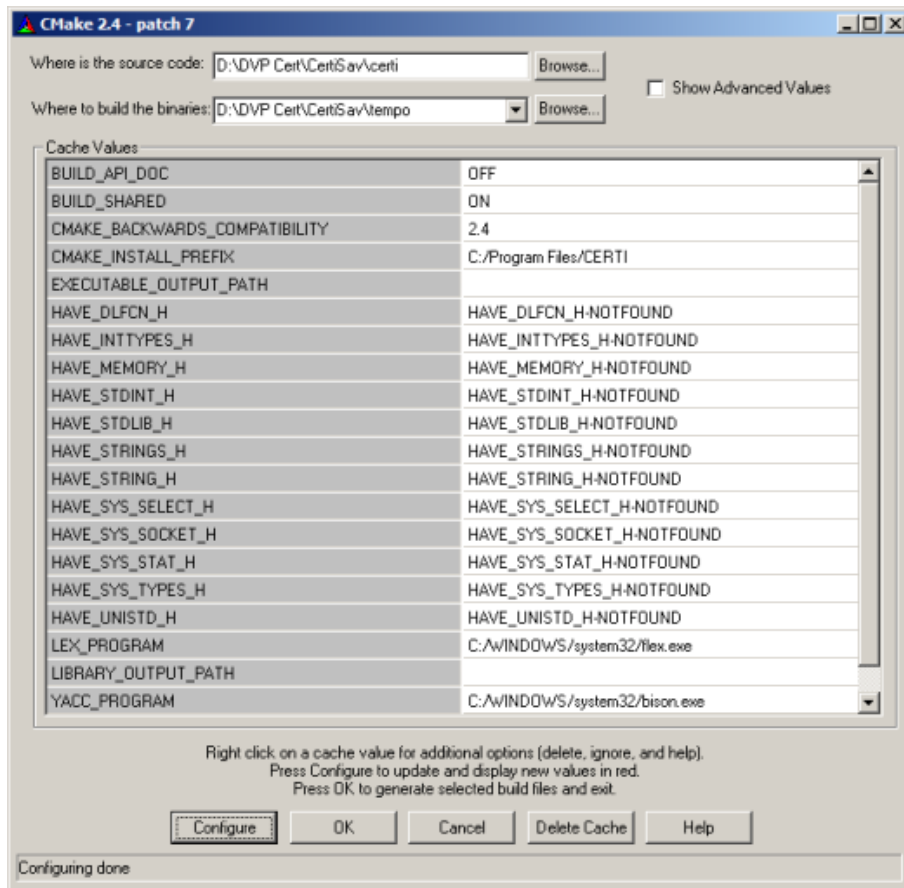 CMake 2.4 - patch 7
Where is the source code: D:\DVP Cert\CertiSav\certi Browse...
Show Advanced Values
Where to build the binaries: D:\DVP Cert\CertiSav\tempo Browse...
Cache Values
BUILD_API_DOC OFF
BUILD_SHARED ON
CMAKE_BACKWARDS_COMPATIBILITY 2.4
CMAKE_INSTALL_PREFIX C:/Program Files/CERTI
EXECUTABLE_OUTPUT_PATH
HAVE_DLFCN_H HAVE_DLFCN_H-NOTFOUND
HAVE_INTTYPES_H HAVE_INTTYPES_H-NOTFOUND
HAVE_MEMORY_H HAVE_MEMORY_H-NOTFOUND
HAVE_STDINT_H HAVE_STDINT_H-NOTFOUND
HAVE_STDLIB_H HAVE_STDLIB_H-NOTFOUND
HAVE_STRINGS_H HAVE_STRINGS_H-NOTFOUND
HAVE_STRING_H HAVE_STRING_H-NOTFOUND
HAVE_SYS_SELECT_H HAVE_SYS_SELECT_H-NOTFOUND
HAVE_SYS_SOCKET_H HAVE_SYS_SOCKET_H-NOTFOUND
HAVE_SYS_STAT_H HAVE_SYS_STAT_H-NOTFOUND
HAVE_SYS_TYPES_H HAVE_SYS_TYPES_H-NOTFOUND
HAVE_UNISTD_H HAVE_UNISTD_H-NOTFOUND
LEX_PROGRAM C:/WINDOWS/system32/flex.exe
LIBRARY_OUTPUT_PATH
YACC_PROGRAM C:/WINDOWS/system32/bison.exe
Right click on a cache value for additional options (delete, ignore, and help).
Press Configure to update and display new values in red.
Press OK to generate selected build files and exit.
Configure OK Cancel Delete Cache Help
Configuring done